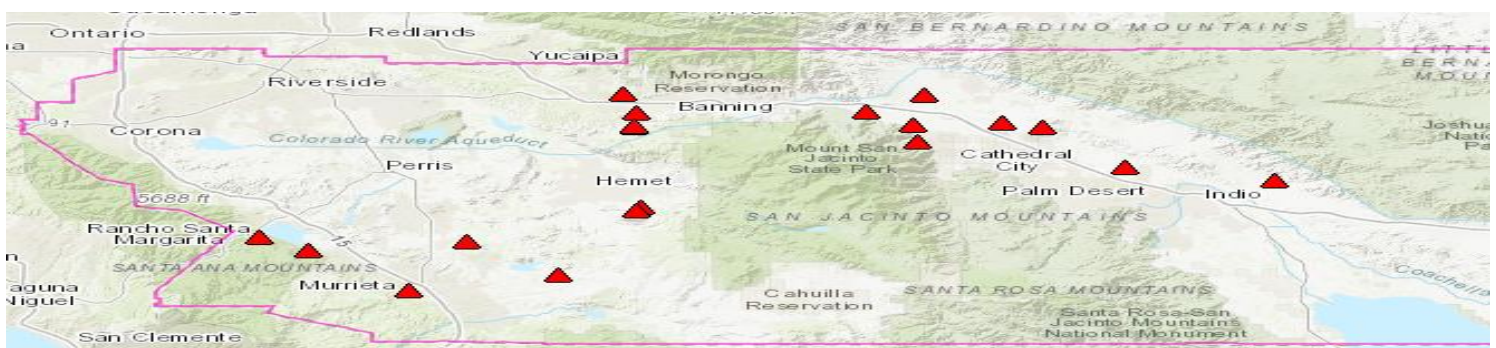 Ontario
Redlands
SAN BERNARDINO MOUNTAINS
Yucaipa
Riverside
Morongo
Reservation
Banning
91
Corona
Colorado River Aqueduct
Perris
Mount San
Jacinto
State Park
Cathedral
City
Hemet
Palm Desert
Indio
5688 ft
SAN JACINTO MOUNTAINS
Rancho Santa
Margarita
15
SANTA ANA MOUNTAINS
Murrieta
Niguel
Cahuilla
Reservation
SANTA ROSA MOUNTAINS
Coachella
Santa Rosa-San
Jacinto Mountains
National Monument
San Clemente